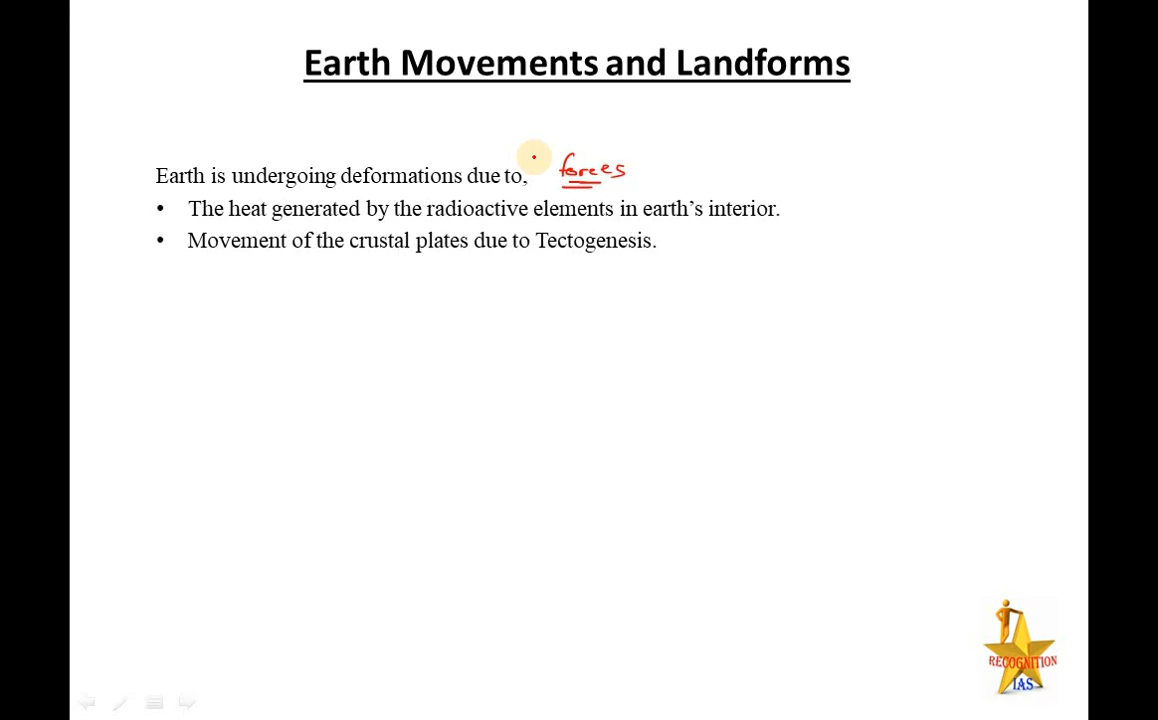 Earth Movements and Landforms
Earth is undergoing deformations due to, forces
• The heat generated by the radioactive elements in earth’s interior.
• Movement of the crustal plates due to Tectogenesis.
RECOGNITION
IAS